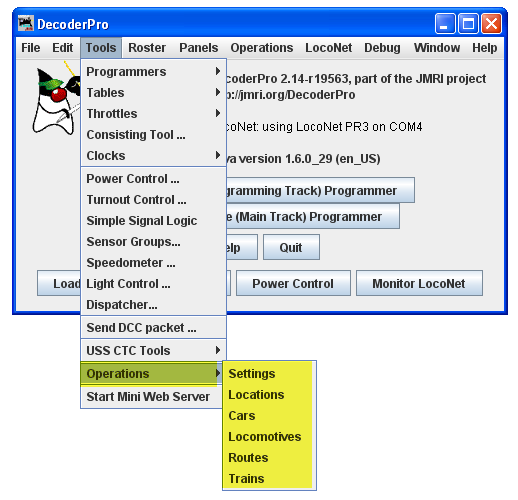 DecoderPro
File Edit Tools Roster Panels Operations LocoNet Debug Window Help
Programmers
Tables
Throttles
Consisting Tool ...
Clocks
Power Control ...
Turnout Control ...
Simple Signal Logic
Sensor Groups...
Speedometer ...
Light Control ...
Dispatcher...
Send DCC packet ...
USS CTC Tools
Operations
Start Mini Web Server
Settings
Locations
Cars
Locomotives
Routes
Trains
coderPro 2.14-r19563, part of the JMRI project
p://jmri.org/DecoderPro
coNet: using LocoNet PR3 on COM4
va version 1.6.0_29 (en_US)
gramming Track) Programmer
e (Main Track) Programmer
elp Quit
Load Power Control Monitor LocoNet